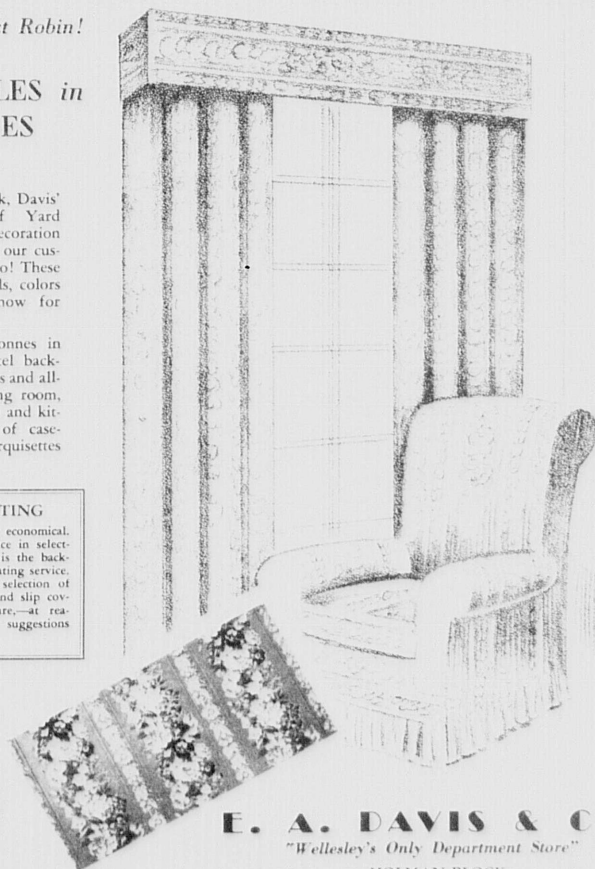 t Robin!
LES in
ES
k, Davis'
f Yard
ecoration
our cus-
o! These
ls, colors
now for
onnes in
tel back-
s and all-
ng room,
and kit-
of case-
rquisettes
TING
economical.
ce in select-
is the back-
ating service.
selection of
nd slip cov-
are,—at rea-
suggestions
E. A. DAVIS & C
"Wellesley's Only Department Store"